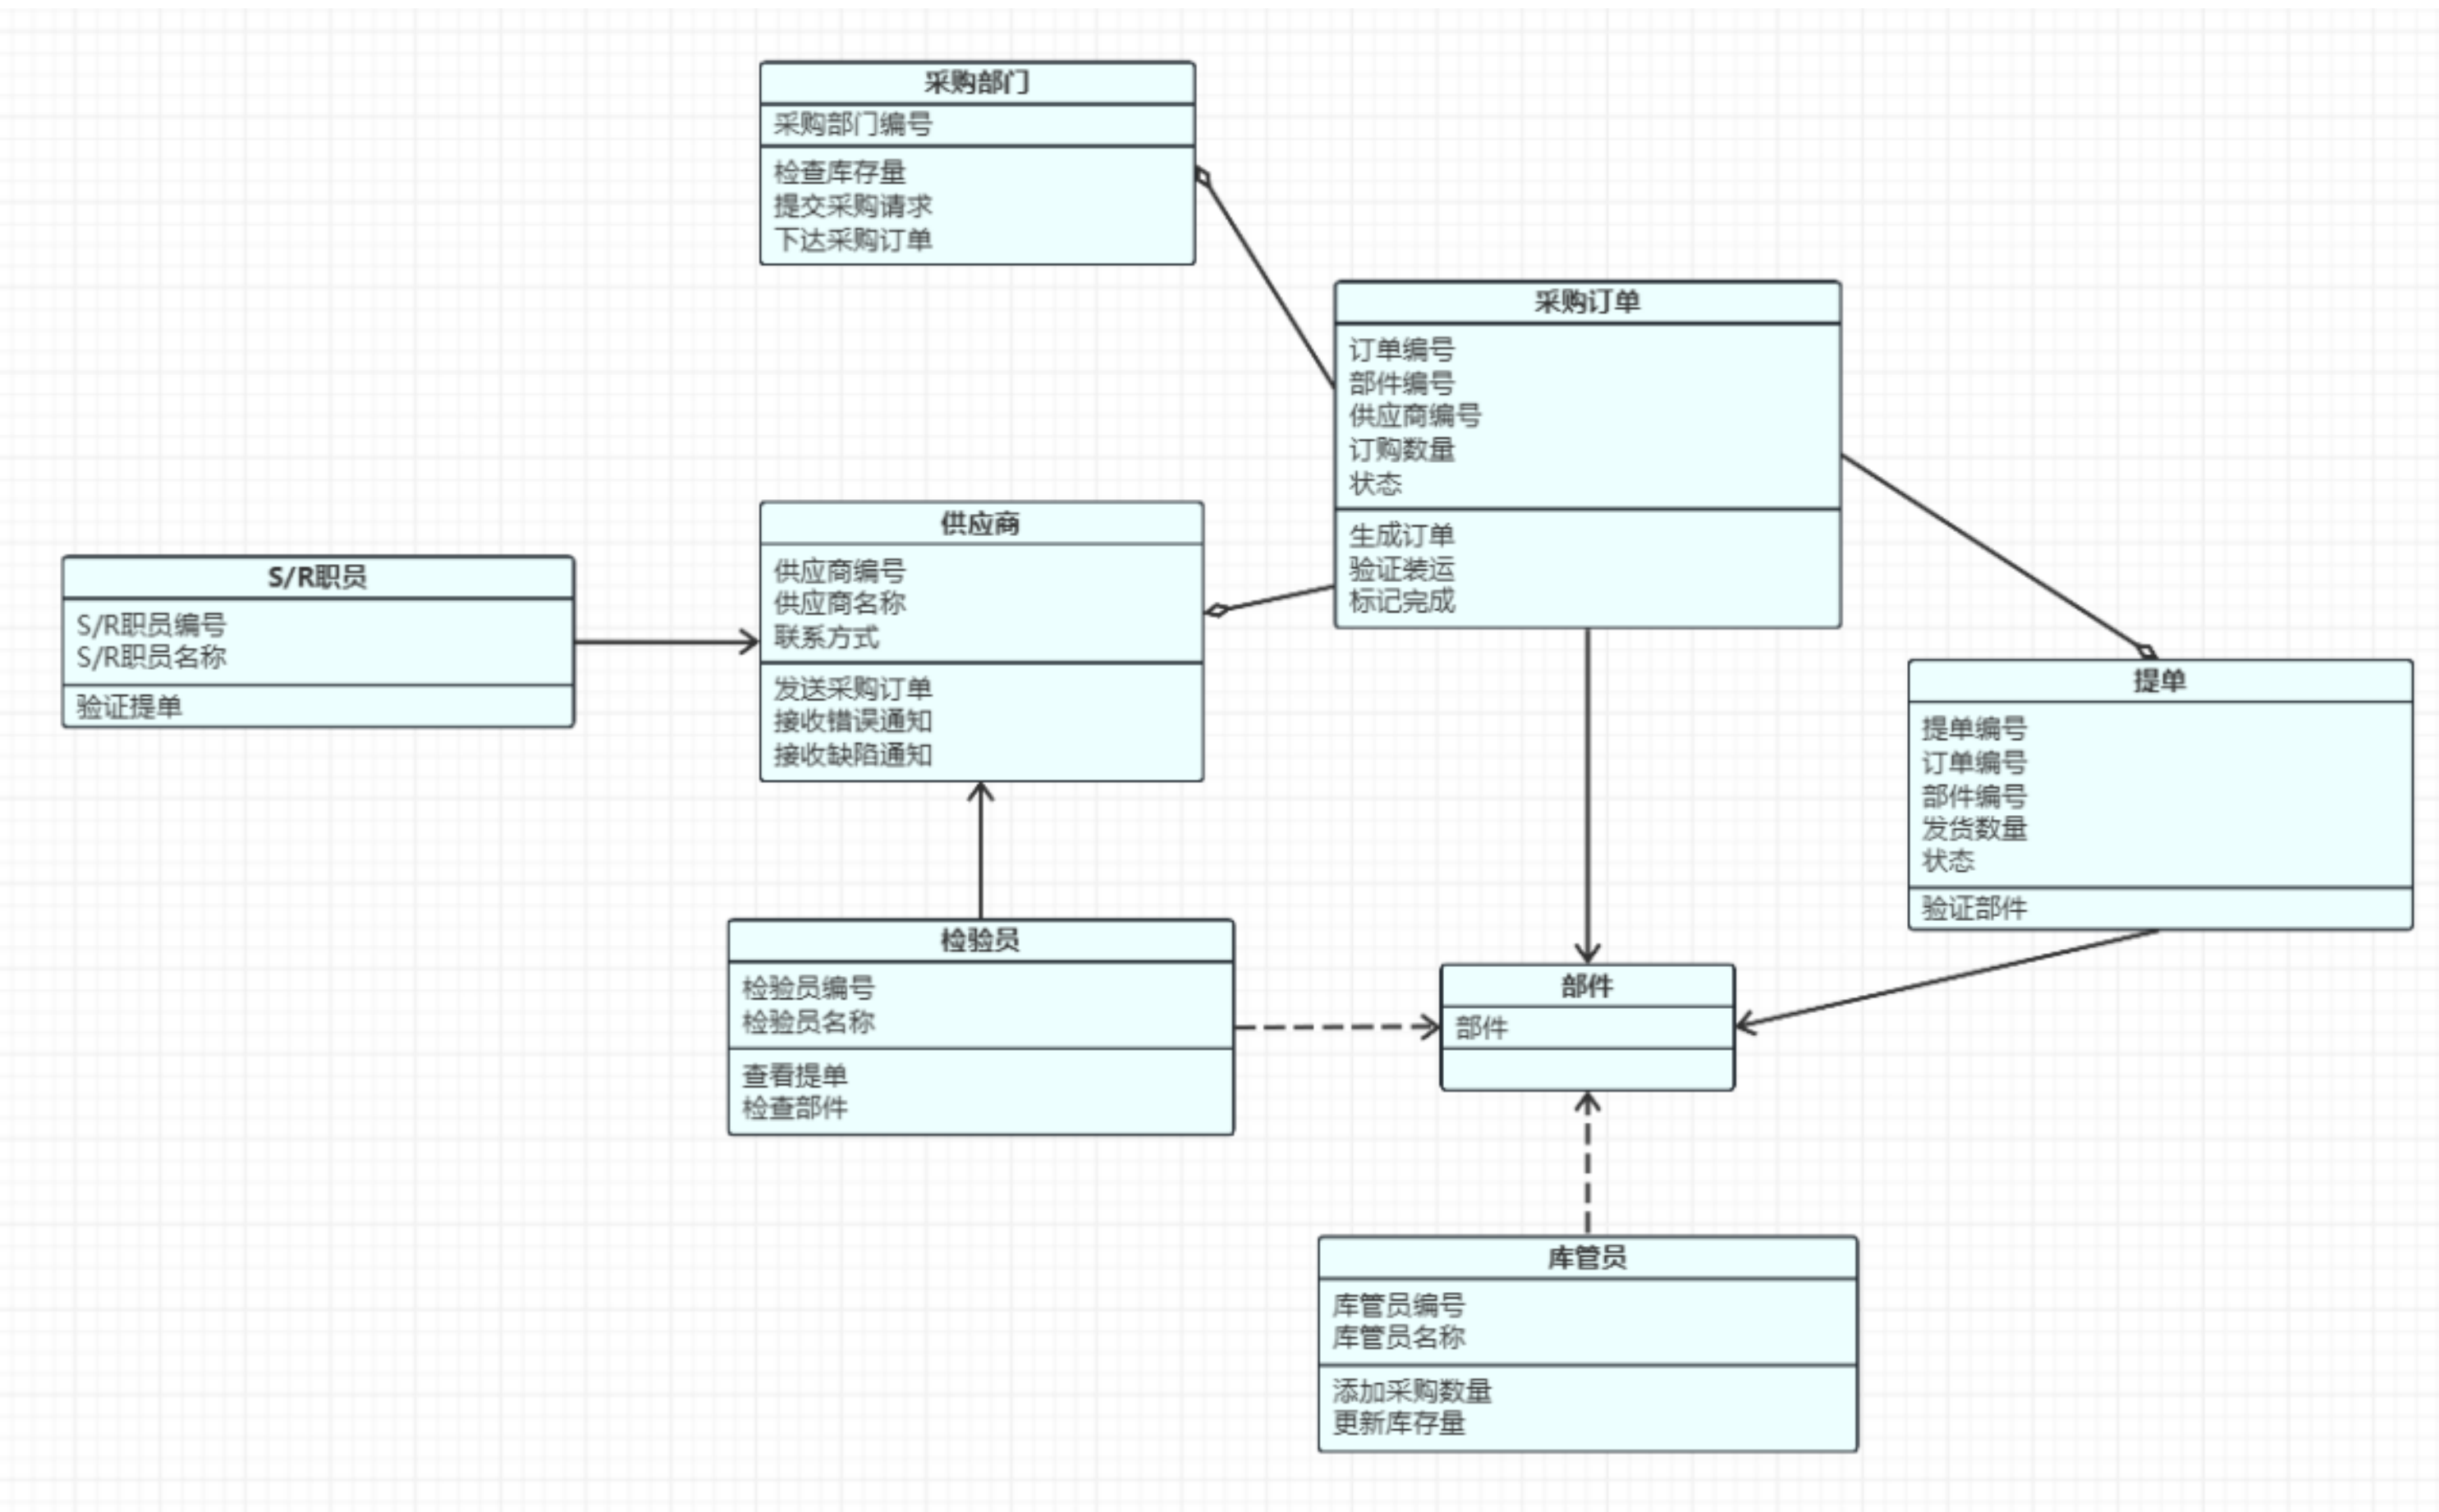 采购部门
采购部门编号
检查库存量
提交采购请求
下达采购订单
采购订单
订单编号
部件编号
供应商编号
订购数量
状态
生成订单
验证装运
标记完成
供应商
供应商编号
供应商名称
联系方式
发送采购订单
接收错误通知
接收缺陷通知
S/R职员
S/R职员编号
S/R职员名称
验证提单
提单
提单编号
订单编号
部件编号
发货数量
状态
验证部件
检验员
检验员编号
检验员名称
查看提单
检查部件
部件
部件
库管员
库管员编号
库管员名称
添加采购数量
更新库存量